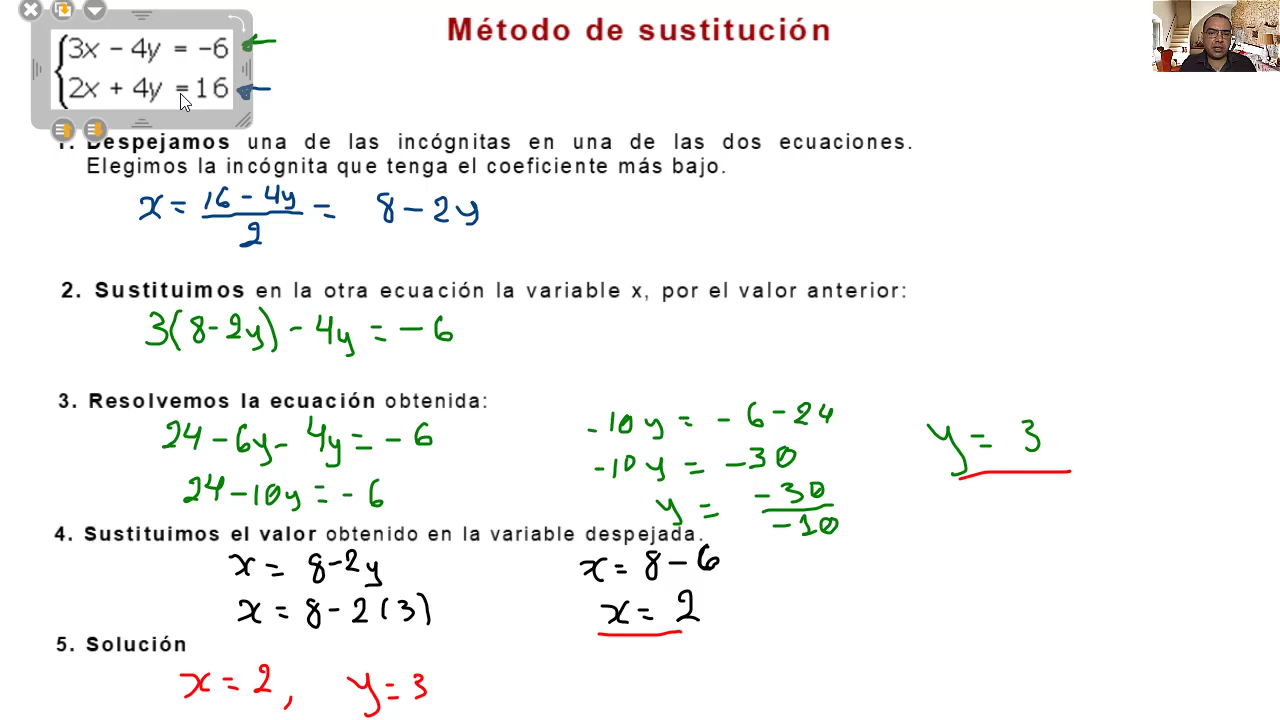 Método de sustitución
3x − 4y = −6
2x + 4y = 16
1. Despejamos una de las incógnitas en una de las dos ecuaciones.
Elegimos la incógnita que tenga el coeficiente más bajo.
x = (16 − 4y)/2 = 8 − 2y
2. Sustituimos en la otra ecuación la variable x, por el valor anterior:
3(8 - 2y) - 4y = -6
3. Resolvemos la ecuación obtenida:
24 - 6y - 4y = -6
24 - 10y = -6
-10y = -6 - 24
-10y = -30
y = -30/-10
y = 3
4. Sustituimos el valor obtenido en la variable despejada.
x = 8 - 2y
x = 8 - 2(3)
x = 8 - 6
x = 2
5. Solución
x = 2, y = 3